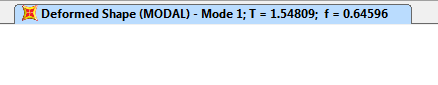 Deformed Shape (MODAL) - Mode 1; T = 1.54809;  f = 0.64596